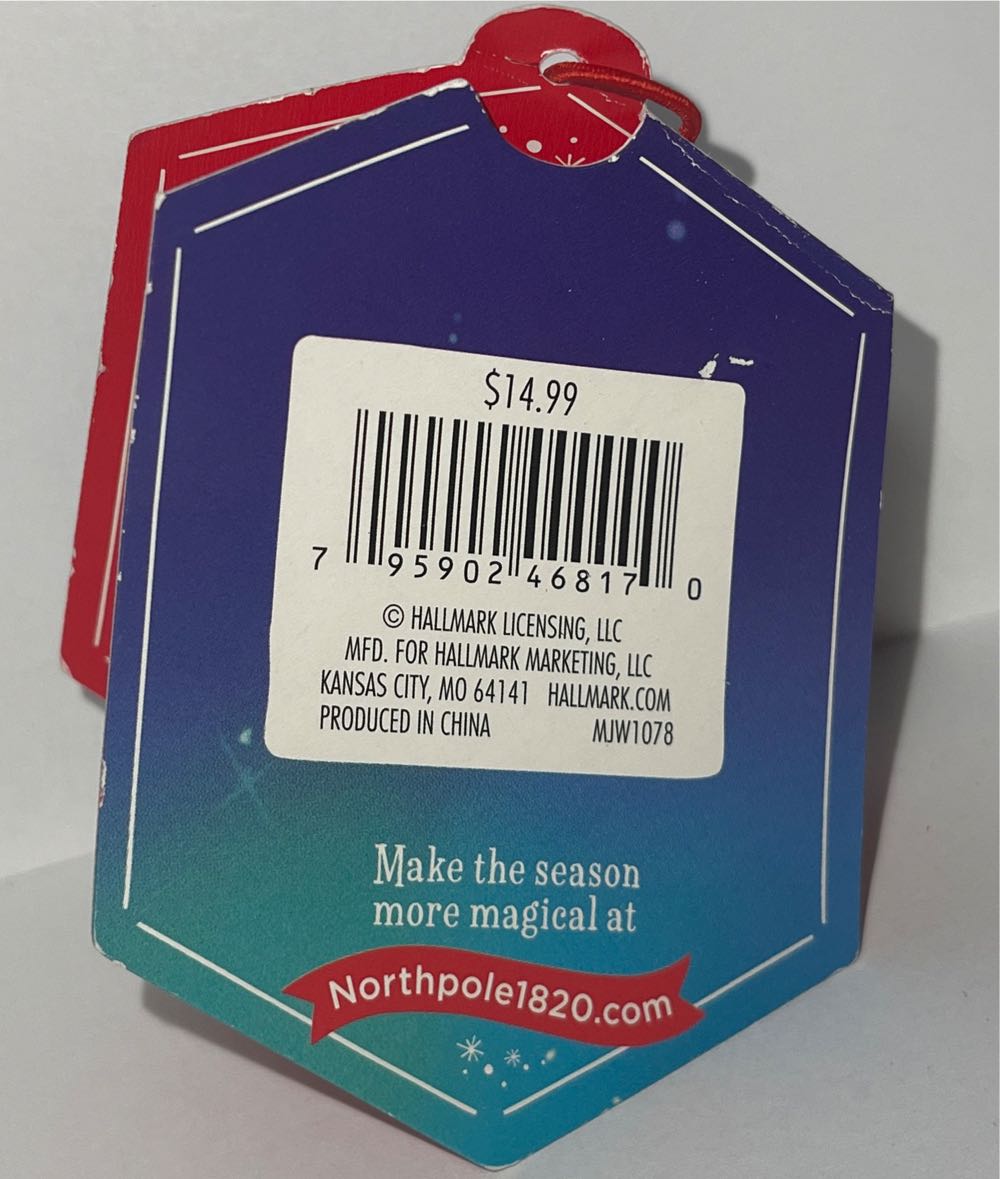 $14.99
7 95902 46817 0
© HALLMARK LICENSING, LLC
MFD. FOR HALLMARK MARKETING, LLC
KANSAS CITY, MO 64141 HALLMARK.COM
PRODUCED IN CHINA MJW1078
Make the season
more magical at
Northpole1820.com